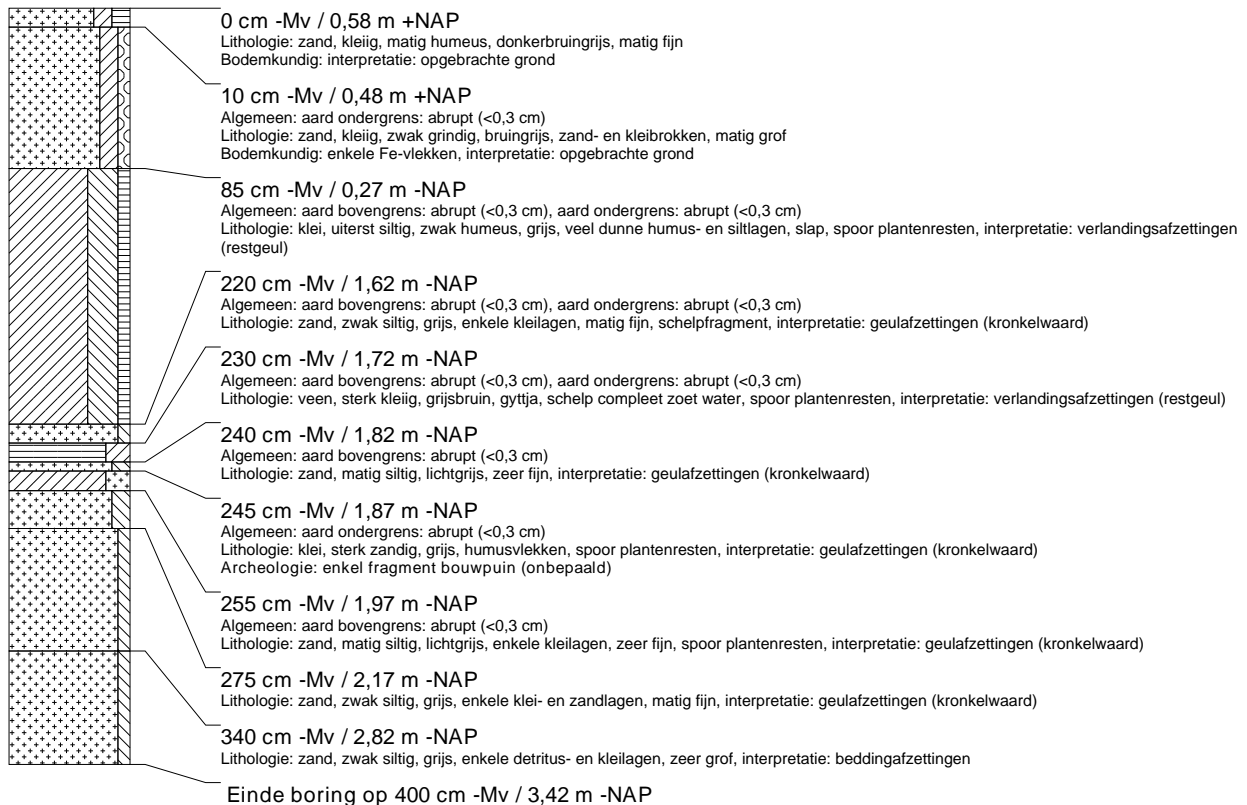 0 cm -Mv / 0,58 m +NAP
Lithologie: zand, kleiig, matig humeus, donkerbruingrijs, matig fijn
Bodemkundig: interpretatie: opgebrachte grond
10 cm -Mv / 0,48 m +NAP
Algemeen: aard ondergrens: abrupt (<0,3 cm)
Lithologie: zand, kleiig, zwak grindig, bruingrijs, zand- en kleibrokken, matig grof
Bodemkundig: enkele Fe-vlekken, interpretatie: opgebrachte grond
85 cm -Mv / 0,27 m -NAP
Algemeen: aard bovengrens: abrupt (<0,3 cm), aard ondergrens: abrupt (<0,3 cm)
Lithologie: klei, uiterst siltig, zwak humeus, grijs, veel dunne humus- en siltlagen, slap, spoor plantenresten, interpretatie: verlandingsafzettingen
(restgeul)
220 cm -Mv / 1,62 m -NAP
Algemeen: aard bovengrens: abrupt (<0,3 cm), aard ondergrens: abrupt (<0,3 cm)
Lithologie: zand, zwak siltig, grijs, enkele kleilagen, matig fijn, schelpfragment, interpretatie: geulafzettingen (kronkelwaard)
230 cm -Mv / 1,72 m -NAP
Algemeen: aard bovengrens: abrupt (<0,3 cm), aard ondergrens: abrupt (<0,3 cm)
Lithologie: veen, sterk kleiig, grijsbruin, gyttja, schelp compleet zoet water, spoor plantenresten, interpretatie: verlandingsafzettingen (restgeul)
240 cm -Mv / 1,82 m -NAP
Algemeen: aard bovengrens: abrupt (<0,3 cm)
Lithologie: zand, matig siltig, lichtgrijs, zeer fijn, interpretatie: geulafzettingen (kronkelwaard)
245 cm -Mv / 1,87 m -NAP
Algemeen: aard ondergrens: abrupt (<0,3 cm)
Lithologie: klei, sterk zandig, grijs, humusvlekken, spoor plantenresten, interpretatie: geulafzettingen (kronkelwaard)
Archeologie: enkel fragment bouwpuin (onbepaald)
255 cm -Mv / 1,97 m -NAP
Algemeen: aard bovengrens: abrupt (<0,3 cm)
Lithologie: zand, matig siltig, lichtgrijs, enkele kleilagen, zeer fijn, spoor plantenresten, interpretatie: geulafzettingen (kronkelwaard)
275 cm -Mv / 2,17 m -NAP
Lithologie: zand, zwak siltig, grijs, enkele klei- en zandlagen, matig fijn, interpretatie: geulafzettingen (kronkelwaard)
340 cm -Mv / 2,82 m -NAP
Lithologie: zand, zwak siltig, grijs, enkele detritus- en kleilagen, zeer grof, interpretatie: beddingafzettingen
Einde boring op 400 cm -Mv / 3,42 m -NAP